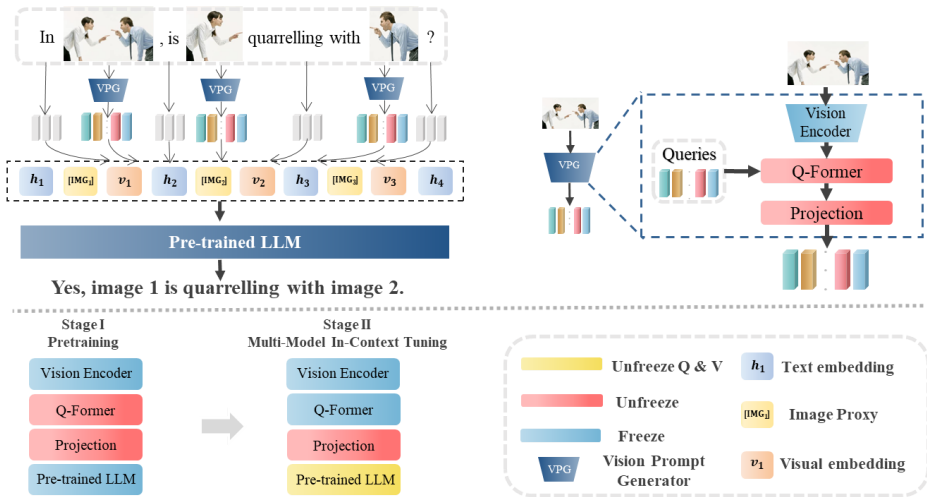 In , is quarrelling with ?
VPG VPG VPG
h₁ [IMG₁] v₁ h₂ [IMG₂] v₂ h₃ [IMG₃] v₃ h₄
Pre-trained LLM
Yes, image 1 is quarrelling with image 2.
VPG
Vision
Encoder
Queries
Q-Former
Projection
Stage I
Pretraining
Vision Encoder
Q-Former
Projection
Pre-trained LLM
Stage II
Multi-Model In-Context Tuning
Vision Encoder
Q-Former
Projection
Pre-trained LLM
Unfreeze Q & V
Unfreeze
Freeze
VPG Vision Prompt
Generator
h₁ Text embedding
[IMG₁] Image Proxy
v₁ Visual embedding